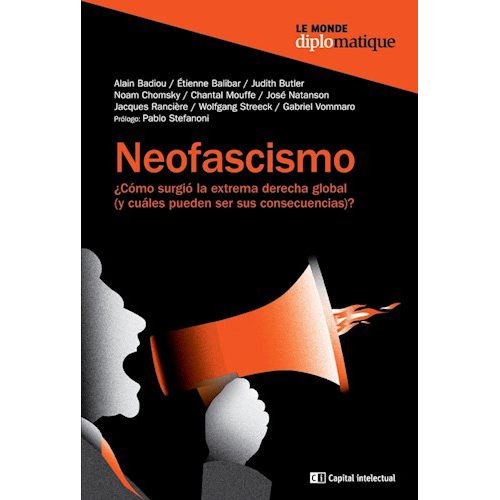 LE MONDE
diplomatique
Alain Badiou / Étienne Balibar / Judith Butler
Noam Chomsky / Chantal Mouffe / José Natanson
Jacques Rancière / Wolfgang Streeck / Gabriel Vommaro
Prólogo: Pablo Stefanoni
Neofascismo
¿Cómo surgió la extrema derecha global
(y cuáles pueden ser sus consecuencias)?
Ci Capital intelectual